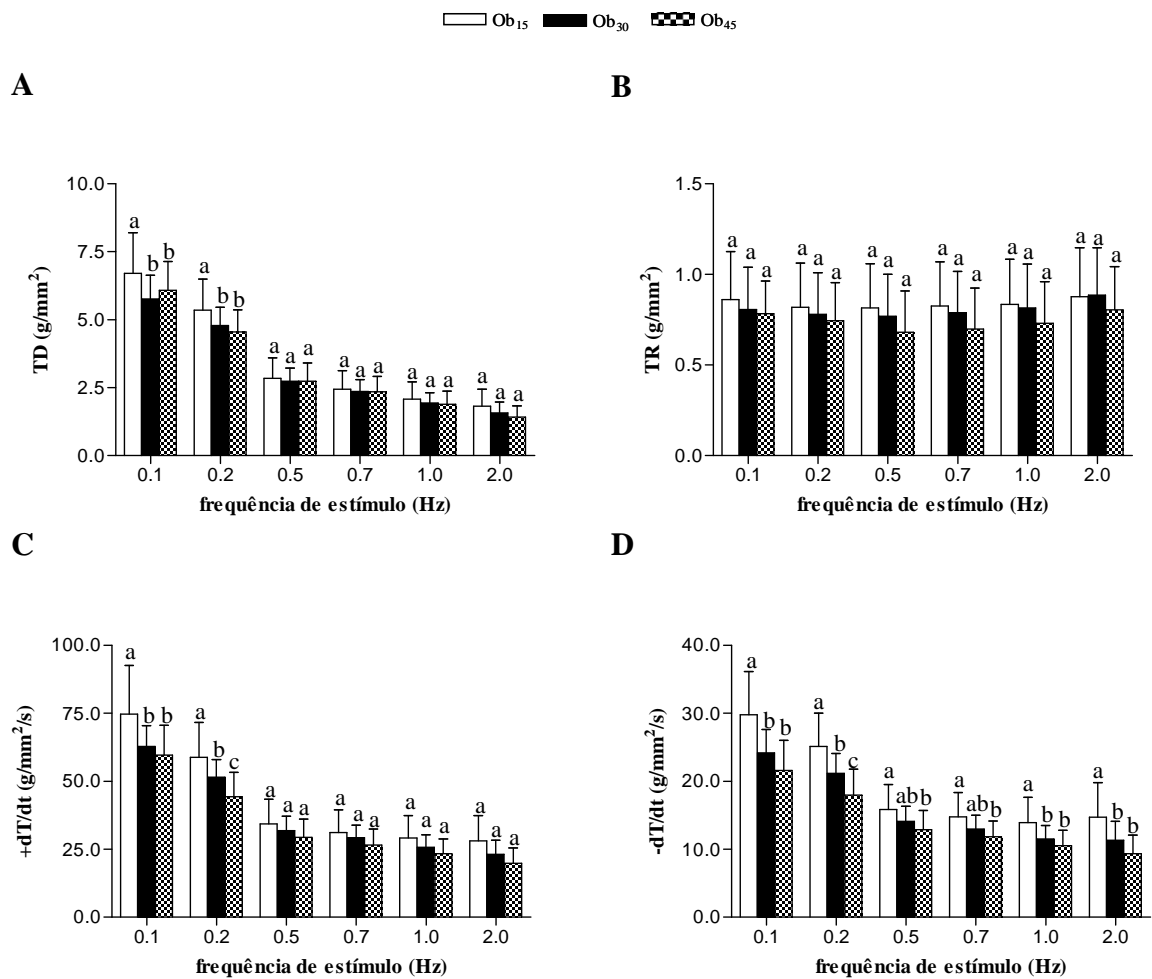 Ob15 Ob30 Ob45
A
TD (g/mm²)
10.0
7.5
5.0
2.5
0.0
a b b a b b a a a a a a a a a a a a
0.1 0.2 0.5 0.7 1.0 2.0
frequência de estímulo (Hz)
B
TR (g/mm²)
1.5
1.0
0.5
0.0
a a a a a a a a a a a a a a a a a a
0.1 0.2 0.5 0.7 1.0 2.0
frequência de estímulo (Hz)
C
+dT/dt (g/mm²/s)
100.0
75.0
50.0
25.0
0.0
a b b a b c a a a a a a a a a a a a
0.1 0.2 0.5 0.7 1.0 2.0
frequência de estímulo (Hz)
D
-dT/dt (g/mm²/s)
40.0
30.0
20.0
10.0
0.0
a b b a b c a ab b a ab b a b b a b b
0.1 0.2 0.5 0.7 1.0 2.0
frequência de estímulo (Hz)